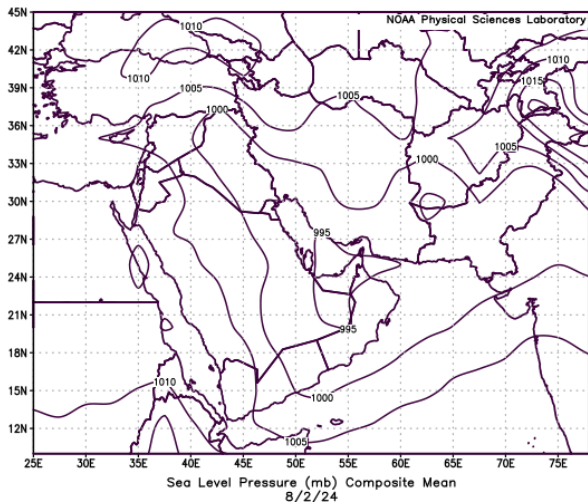 NOAA Physical Sciences Laboratory
45N
42N
39N
36N
33N
30N
27N
24N
21N
18N
15N
12N
1010
1010
1010
1015
1005
1005
1000
1000
1005
995
995
1010
1000
1005
25E 30E 35E 40E 45E 50E 55E 60E 65E 70E 75E
Sea Level Pressure (mb) Composite Mean
8/2/24